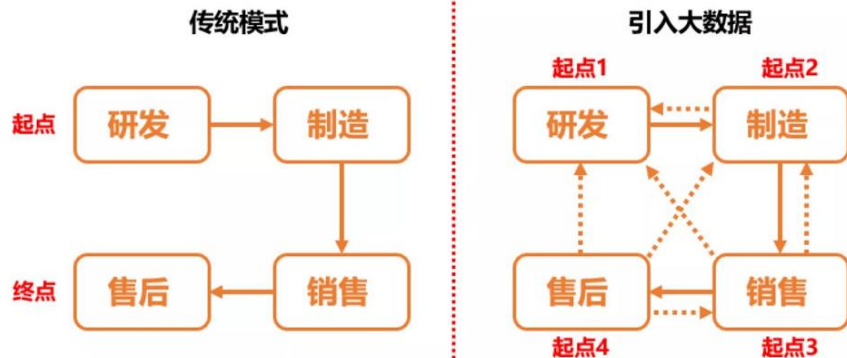 传统模式
起点
研发
制造
终点
售后
销售
引入大数据
起点1
起点2
研发
制造
售后
销售
起点4
起点3